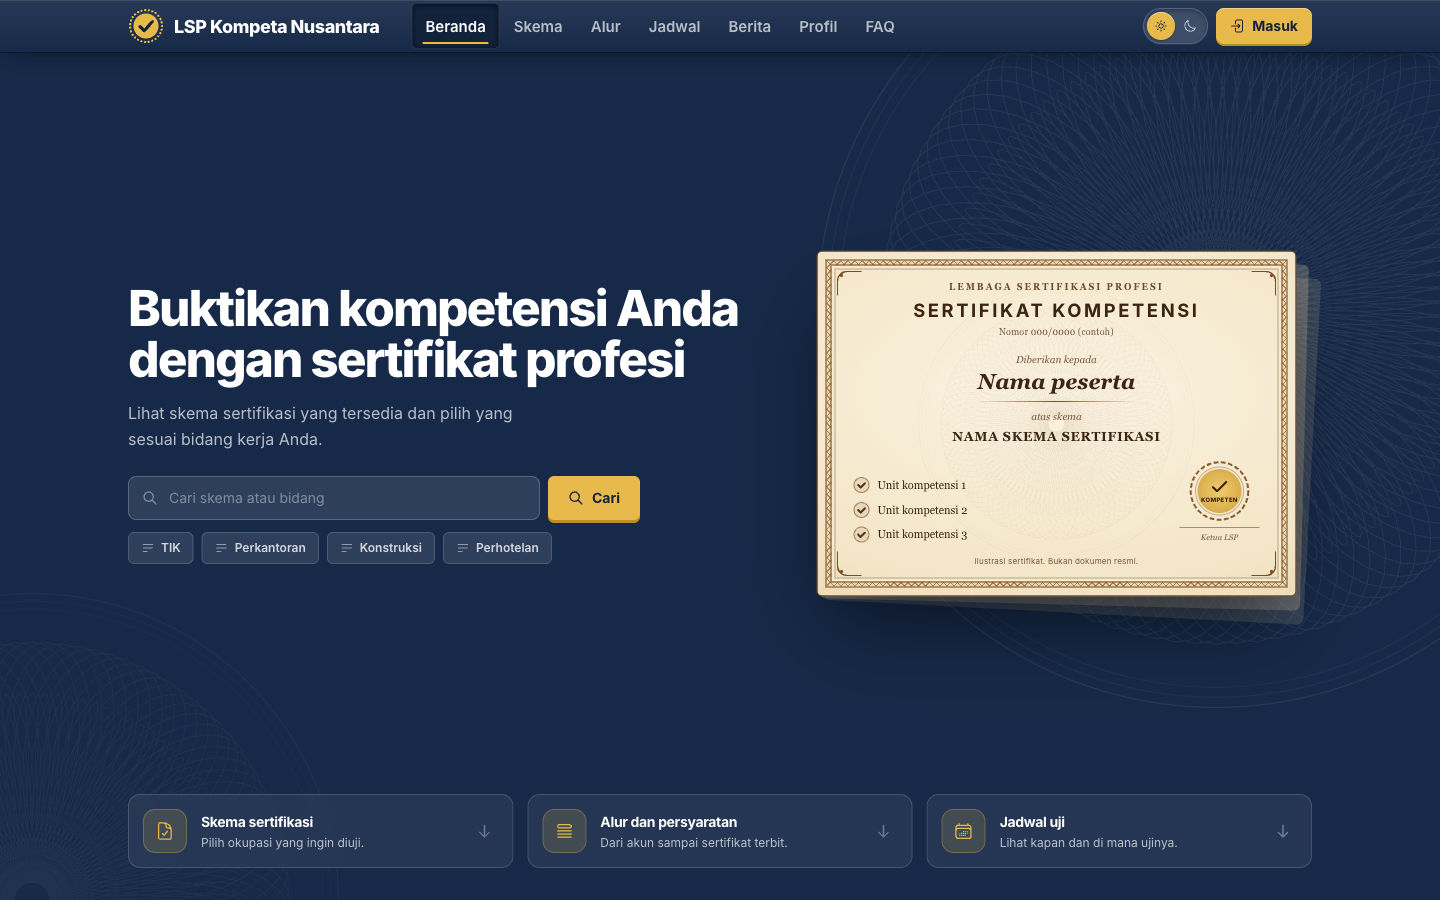 LSP Kompeta Nusantara
Beranda
Skema
Alur
Jadwal
Berita
Profil
FAQ
Masuk
Buktikan kompetensi Anda
dengan sertifikat profesi
Lihat skema sertifikasi yang tersedia dan pilih yang
sesuai bidang kerja Anda.
Cari skema atau bidang
Cari
TIK
Perkantoran
Konstruksi
Perhotelan
LEMBAGA SERTIFIKASI PROFESI
SERTIFIKAT KOMPETENSI
Nomor 000/0000 (contoh)
Diberikan kepada
Nama peserta
atas skema
NAMA SKEMA SERTIFIKASI
Unit kompetensi 1
Unit kompetensi 2
Unit kompetensi 3
KOMPETEN
Ketua LSP
Ilustrasi sertifikat. Bukan dokumen resmi.
Skema sertifikasi
Pilih okupasi yang ingin diuji.
Alur dan persyaratan
Dari akun sampai sertifikat terbit.
Jadwal uji
Lihat kapan dan di mana ujinya.